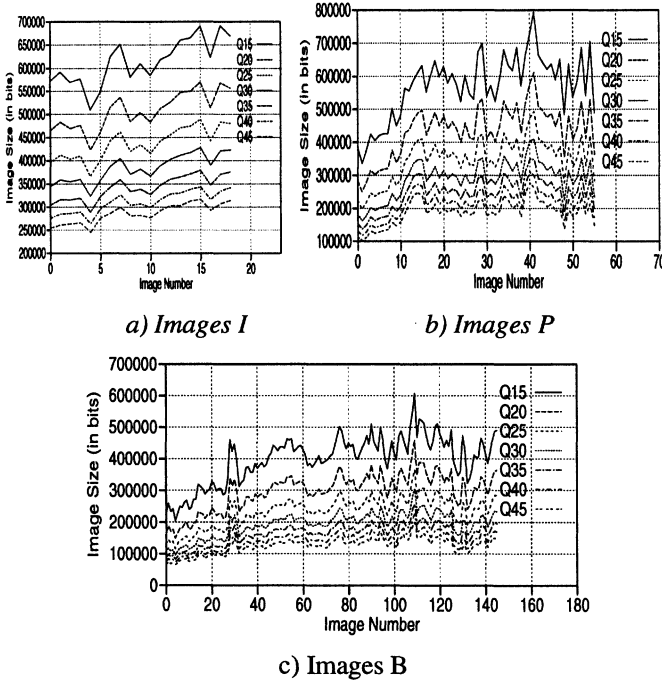 700000
650000
600000
550000
500000
450000
400000
350000
300000
250000
200000
Image Size (in bits)
0 5 10 15 20
Image Number
Q15
Q20
Q25
Q30
Q35
Q40
Q45
a) Images I
800000
700000
600000
500000
400000
300000
200000
100000
Image Size (in bits)
0 10 20 30 40 50 60 70
Image Number
Q15
Q20
Q25
Q30
Q35
Q40
Q45
b) Images P
700000
600000
500000
400000
300000
200000
100000
0
Image Size (in bits)
0 20 40 60 80 100 120 140 160 180
Image Number
Q15
Q20
Q25
Q30
Q35
Q40
Q45
c) Images B